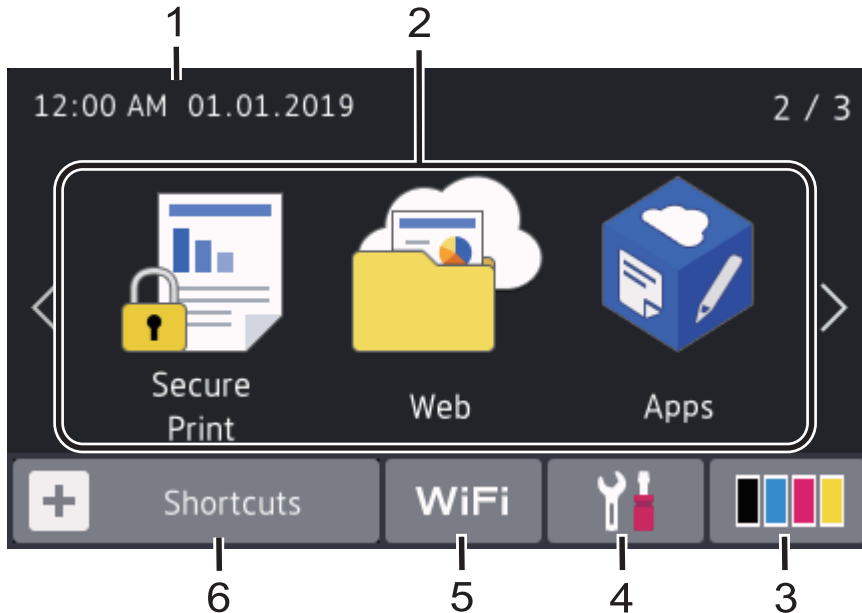 1
2
12:00 AM 01.01.2019
2 / 3
Secure
Print
Web
Apps
+ Shortcuts
WiFi
6
5
4
3